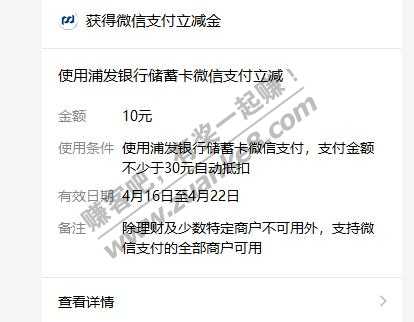 获得微信支付立减金
使用浦发银行储蓄卡微信支付立减
金额 10元
使用条件 使用浦发银行储蓄卡微信支付，支付金额
不少于30元自动抵扣
有效日期 4月16日至4月22日
备注 除理财及少数特定商户不可用外，支持微
信支付的全部商户可用
查看详情
赚客吧，有奖一起赚！
www.zuanke8.com